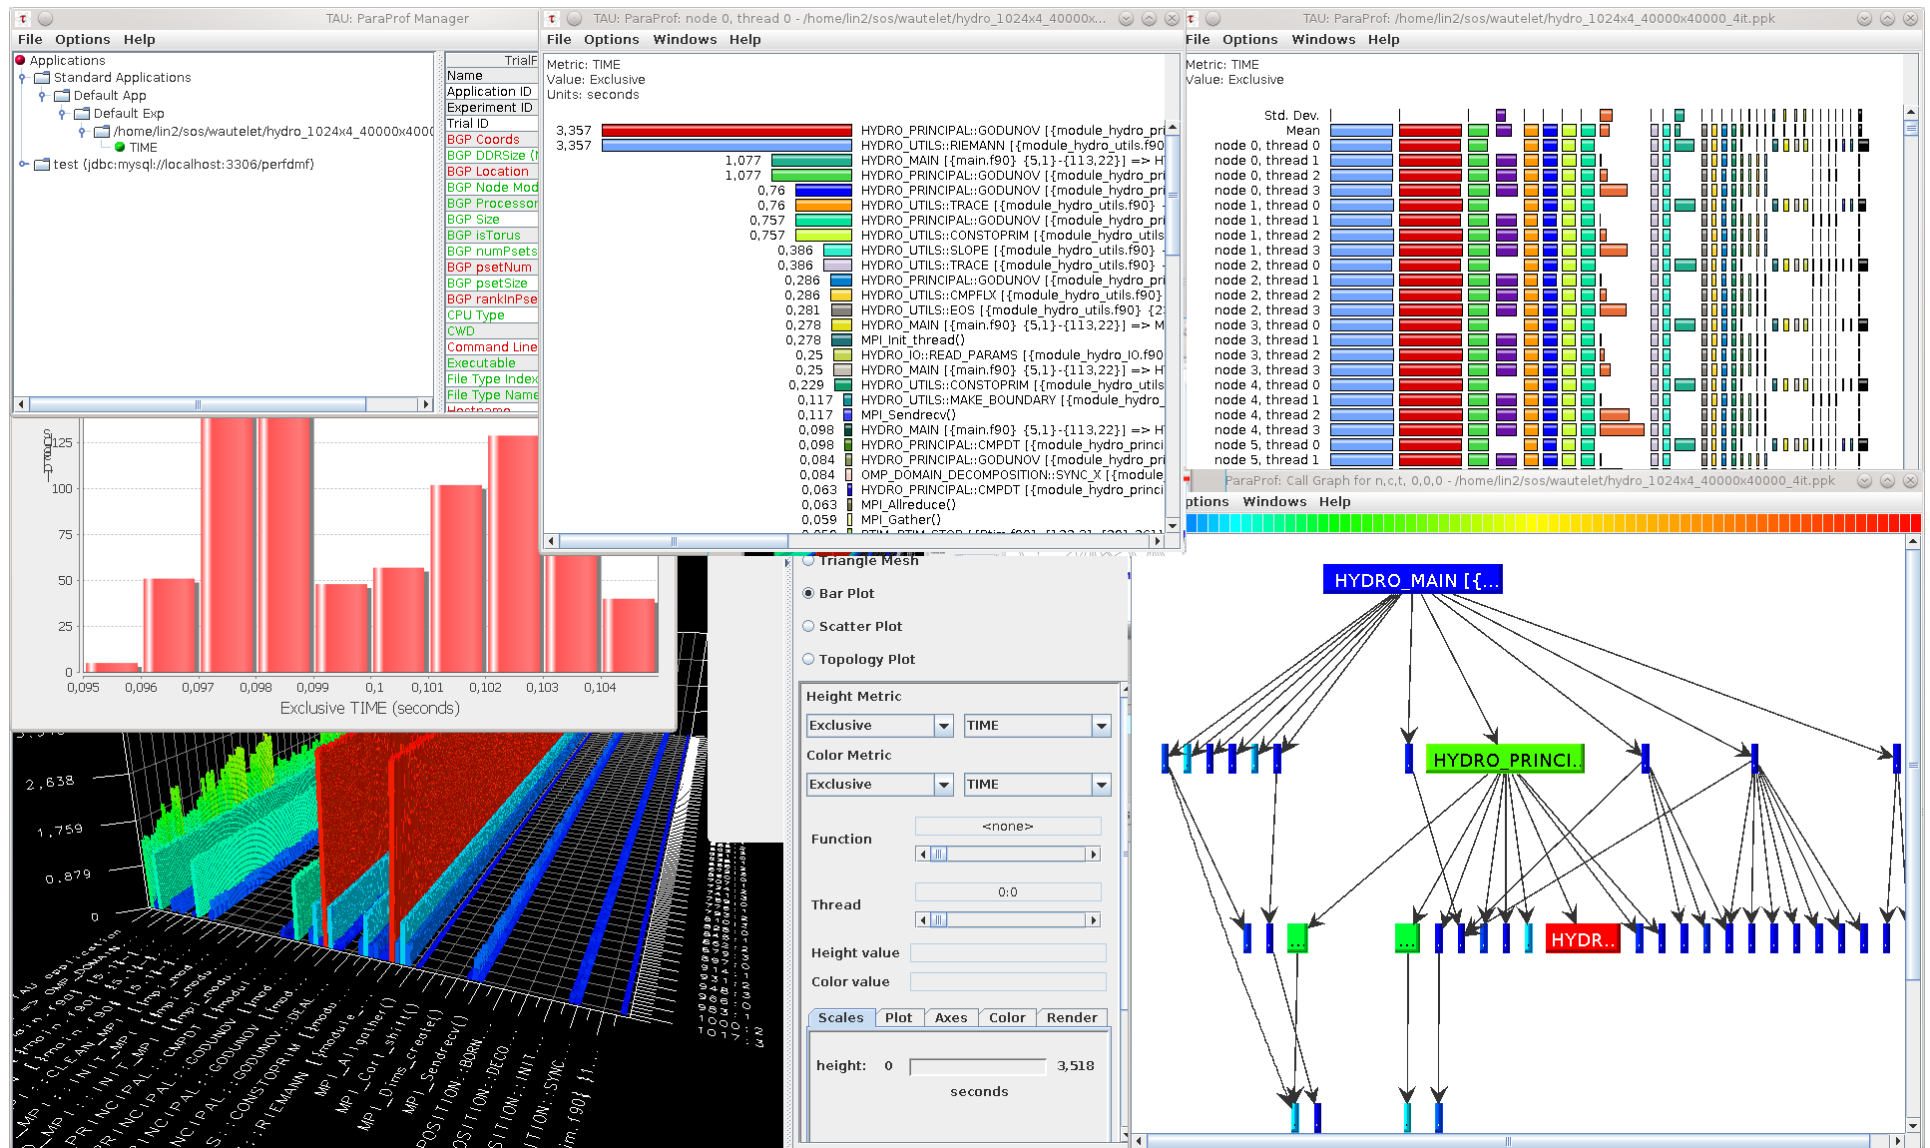 TAU: ParaProf Manager
File Options Help
Applications
Standard Applications
Default App
Default Exp
/home/lin2/sos/wautelet/hydro_1024x4_40000x4000
TIME
test (jdbc:mysql://localhost:3306/perfdmf)
TrialF
Name
Application ID
Experiment ID
Trial ID
BGP Coords
BGP DDRSize (
BGP Location
BGP Node Mod
BGP Processor
BGP Size
BGP isTorus
BGP numPsets
BGP psetNum
BGP psetSize
BGP rankInPse
CPU Type
CWD
Command Line
Executable
File Type Index
File Type Name
Hostname
TAU: ParaProf: node 0, thread 0 - /home/lin2/sos/wautelet/hydro_1024x4_40000x...
File Options Windows Help
Metric: TIME
Value: Exclusive
Units: seconds
3,357 HYDRO_PRINCIPAL::GODUNOV [{module_hydro_pri
3,357 HYDRO_UTILS::RIEMANN [{module_hydro_utils.f90
1,077 HYDRO_MAIN [{main.f90} {5,1}-{113,22}] => H
1,077 HYDRO_PRINCIPAL::GODUNOV [{module_hydro_pri
0,76 HYDRO_PRINCIPAL::GODUNOV [{module_hydro_pri
0,76 HYDRO_UTILS::TRACE [{module_hydro_utils.f90} -
0,757 HYDRO_PRINCIPAL::GODUNOV [{module_hydro_pri
0,757 HYDRO_UTILS::CONSTOPRIM [{module_hydro_utils
0,386 HYDRO_UTILS::SLOPE [{module_hydro_utils.f90} -
0,386 HYDRO_UTILS::TRACE [{module_hydro_utils.f90} -
0,286 HYDRO_PRINCIPAL::GODUNOV [{module_hydro_pri
0,286 HYDRO_UTILS::CMPFLX [{module_hydro_utils.f90}
0,281 HYDRO_UTILS::EOS [{module_hydro_utils.f90} {2
0,278 HYDRO_MAIN [{main.f90} {5,1}-{113,22}] => M
0,278 MPI_Init_thread()
0,25 HYDRO_IO::READ_PARAMS [{module_hydro_IO.f90
0,25 HYDRO_MAIN [{main.f90} {5,1}-{113,22}] => H
0,229 HYDRO_UTILS::CONSTOPRIM [{module_hydro_utils
0,117 HYDRO_UTILS::MAKE_BOUNDARY [{module_hydro_
0,117 MPI_Sendrecv()
0,098 HYDRO_MAIN [{main.f90} {5,1}-{113,22}] => H
0,098 HYDRO_PRINCIPAL::CMPDT [{module_hydro_princi
0,084 HYDRO_PRINCIPAL::GODUNOV [{module_hydro_pri
0,084 OMP_DOMAIN_DECOMPOSITION::SYNC_X [{module_
0,063 HYDRO_PRINCIPAL::CMPDT [{module_hydro_princi
0,063 MPI_Allreduce()
0,059 MPI_Gather()
TAU: ParaProf: /home/lin2/sos/wautelet/hydro_1024x4_40000x40000_4it.ppk
File Options Windows Help
Metric: TIME
Value: Exclusive
Std. Dev.
Mean
node 0, thread 0
node 0, thread 1
node 0, thread 2
node 0, thread 3
node 1, thread 0
node 1, thread 1
node 1, thread 2
node 1, thread 3
node 2, thread 0
node 2, thread 1
node 2, thread 2
node 2, thread 3
node 3, thread 0
node 3, thread 1
node 3, thread 2
node 3, thread 3
node 4, thread 0
node 4, thread 1
node 4, thread 2
node 4, thread 3
node 5, thread 0
node 5, thread 1
125
100
75
50
25
0
0,095 0,096 0,097 0,098 0,099 0,1 0,101 0,102 0,103 0,104
Exclusive TIME (seconds)
2,638
1,759
0.879
0
MPI_Allgather()
MPI_Cart_shift()
MPI_Dims_create()
MPI_Sendrecv()
Triangle Mesh
Bar Plot
Scatter Plot
Topology Plot
Height Metric
Exclusive TIME
Color Metric
Exclusive TIME
Function <none>
Thread 0:0
Height value
Color value
Scales Plot Axes Color Render
height: 0 3,518
seconds
ParaProf: Call Graph for n,c,t, 0,0,0 - /home/lin2/sos/wautelet/hydro_1024x4_40000x40000_4it.ppk
ptions Windows Help
HYDRO_MAIN [{...
HYDRO_PRINCI..
... ... HYDR..